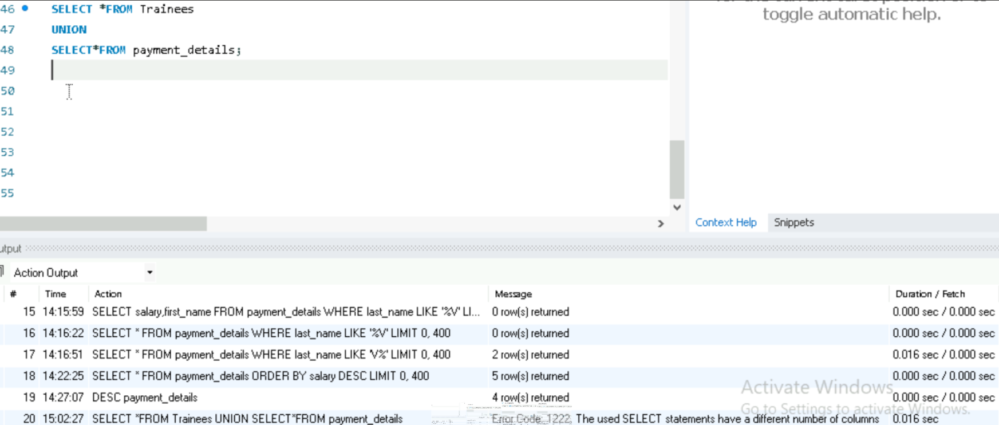 toggle automatic help.
46 SELECT *FROM Trainees
47 UNION
48 SELECT*FROM payment_details;
49
50
51
52
53
54
55
Context Help Snippets
utput
Action Output
# Time Action Message Duration / Fetch
15 14:15:59 SELECT salary,first_name FROM payment_details WHERE last_name LIKE '%V' LI... 0 row(s) returned 0.000 sec / 0.000 sec
16 14:16:22 SELECT * FROM payment_details WHERE last_name LIKE '%V' LIMIT 0, 400 0 row(s) returned 0.000 sec / 0.000 sec
17 14:16:51 SELECT * FROM payment_details WHERE last_name LIKE 'V%' LIMIT 0, 400 2 row(s) returned 0.016 sec / 0.000 sec
18 14:22:25 SELECT * FROM payment_details ORDER BY salary DESC LIMIT 0, 400 5 row(s) returned 0.000 sec / 0.000 sec
Activate Windows
19 14:27:07 DESC payment_details 4 row(s) returned 0.000 sec / 0.000 sec
Go to Settings to activate Windows.
20 15:02:27 SELECT *FROM Trainees UNION SELECT*FROM payment_details Error Code: 1222. The used SELECT statements have a different number of columns 0.016 sec